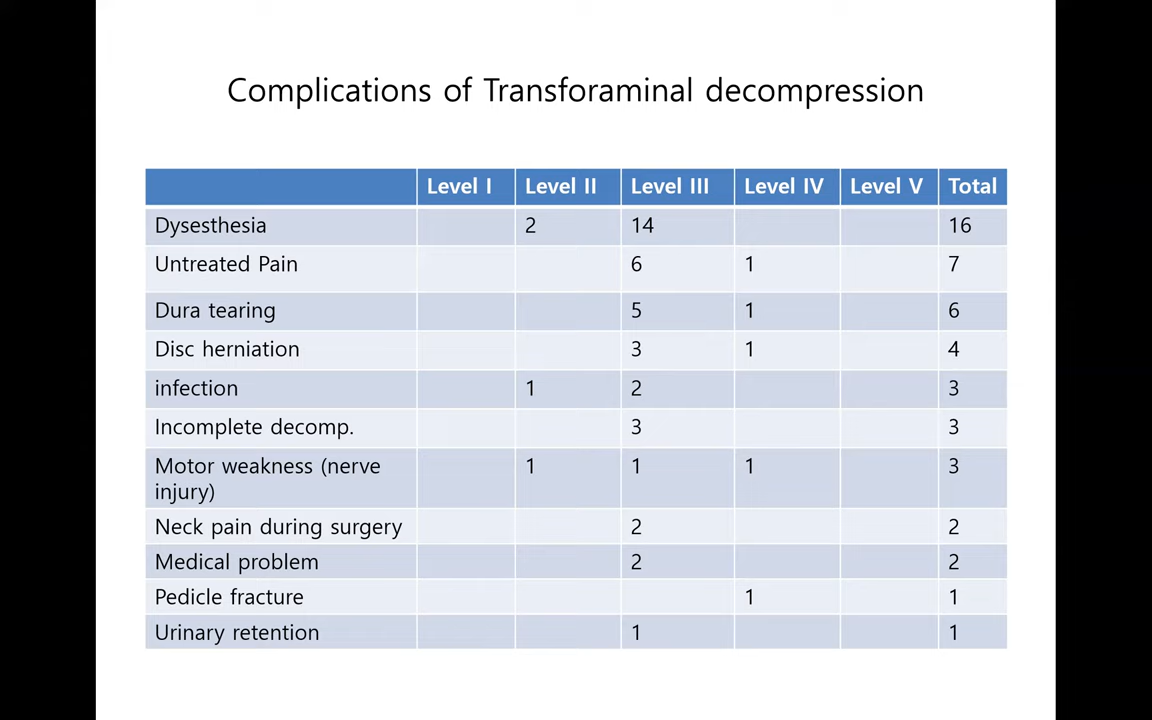 Complications of Transforaminal decompression
Level I Level II Level III Level IV Level V Total
Dysesthesia 2 14 16
Untreated Pain 6 1 7
Dura tearing 5 1 6
Disc herniation 3 1 4
infection 1 2 3
Incomplete decomp. 3 3
Motor weakness (nerve 1 1 1 3
injury)
Neck pain during surgery 2 2
Medical problem 2 2
Pedicle fracture 1 1
Urinary retention 1 1